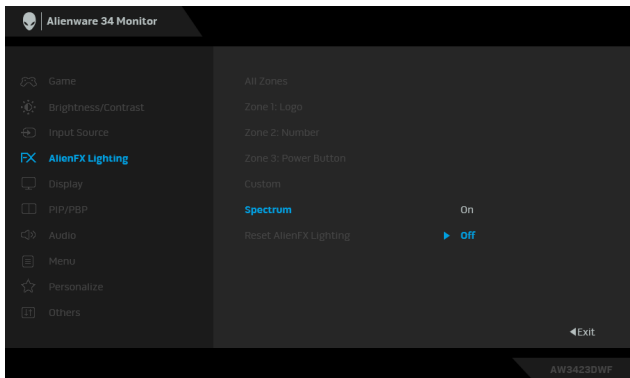 Alienware 34 Monitor
Game
All Zones
Brightness/Contrast
Zone 1: Logo
Input Source
Zone 2: Number
FX AlienFX Lighting
Zone 3: Power Button
Display
Custom
PIP/PBP
Spectrum On
Audio
Reset AlienFX Lighting Off
Menu
Personalize
Others
Exit
AW3423DWF